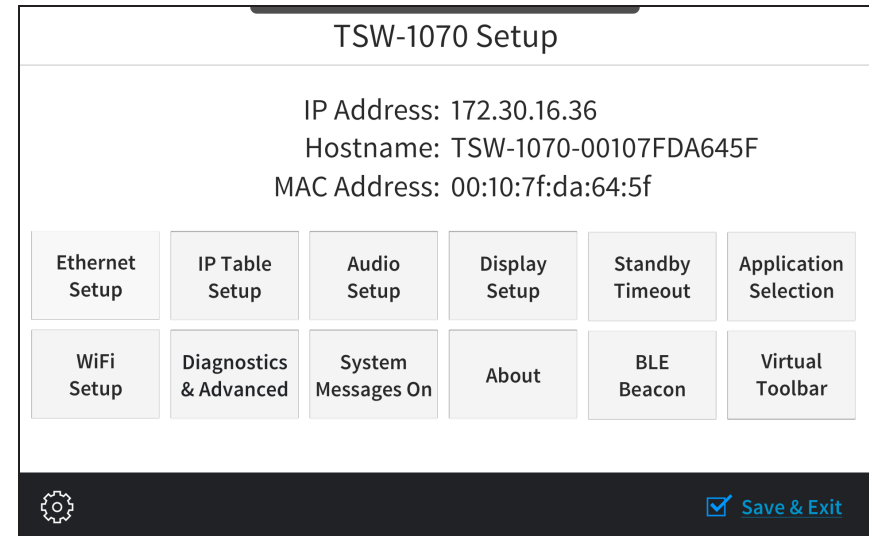 TSW-1070 Setup
IP Address: 172.30.16.36
Hostname: TSW-1070-00107FDA645F
MAC Address: 00:10:7f:da:64:5f
Ethernet
Setup
IP Table
Setup
Audio
Setup
Display
Setup
Standby
Timeout
Application
Selection
WiFi
Setup
Diagnostics
& Advanced
System
Messages On
About
BLE
Beacon
Virtual
Toolbar
Save & Exit